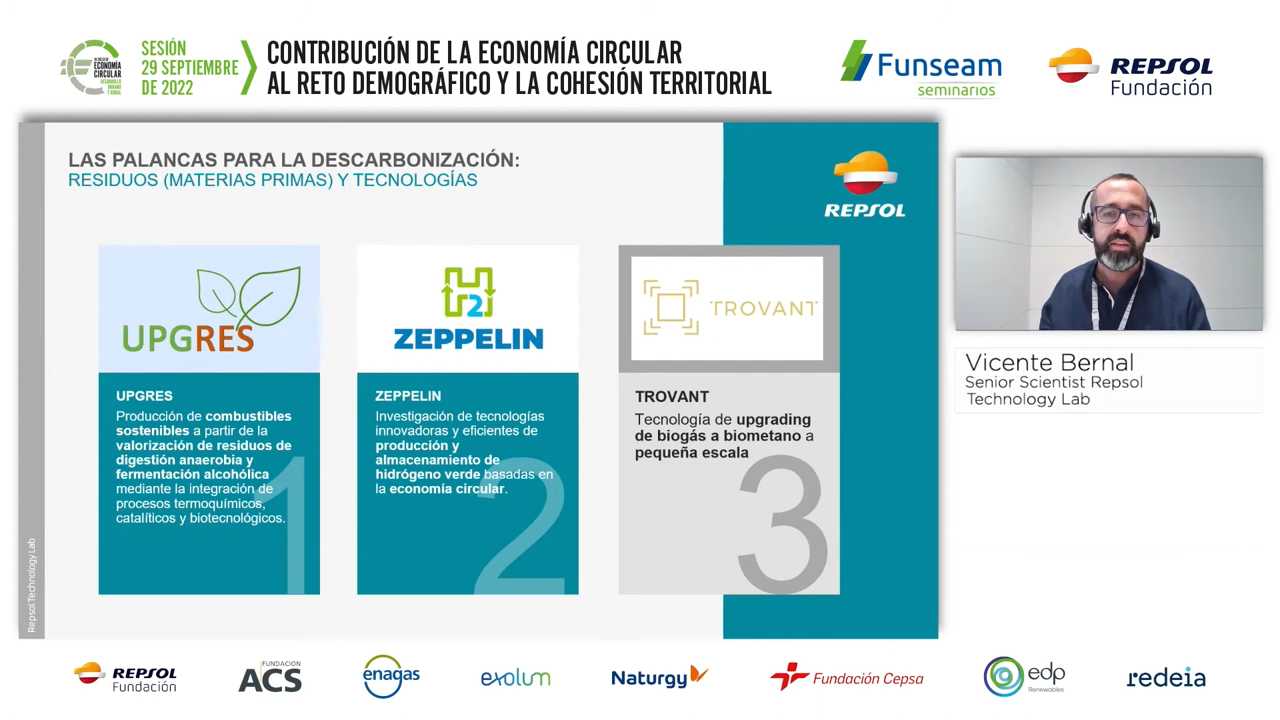 SESIÓN
29 SEPTIEMBRE
DE 2022
CONTRIBUCIÓN DE LA ECONOMÍA CIRCULAR
AL RETO DEMOGRÁFICO Y LA COHESIÓN TERRITORIAL
ECONOMÍA
CIRCULAR
Funseam
seminarios
REPSOL
Fundación
LAS PALANCAS PARA LA DESCARBONIZACIÓN:
RESIDUOS (MATERIAS PRIMAS) Y TECNOLOGÍAS
REPSOL
UPGRES
UPGRES
Producción de combustibles
sostenibles a partir de la
valorización de residuos de
digestión anaerobia y
fermentación alcohólica
mediante la integración de
procesos termoquímicos,
catalíticos y biotecnológicos.
1
H2
ZEPPELIN
ZEPPELIN
Investigación de tecnologías
innovadoras y eficientes de
producción y
almacenamiento de
hidrógeno verde basadas en
la economía circular.
2
TROVANT
TROVANT
Tecnología de upgrading
de biogás a biometano a
pequeña escala
3
Repsol Technology Lab
Vicente Bernal
Senior Scientist Repsol
Technology Lab
REPSOL
Fundación
FUNDACIÓN
ACS
enagas
exolum
Naturgy
Fundación Cepsa
edp
Renewables
redeia